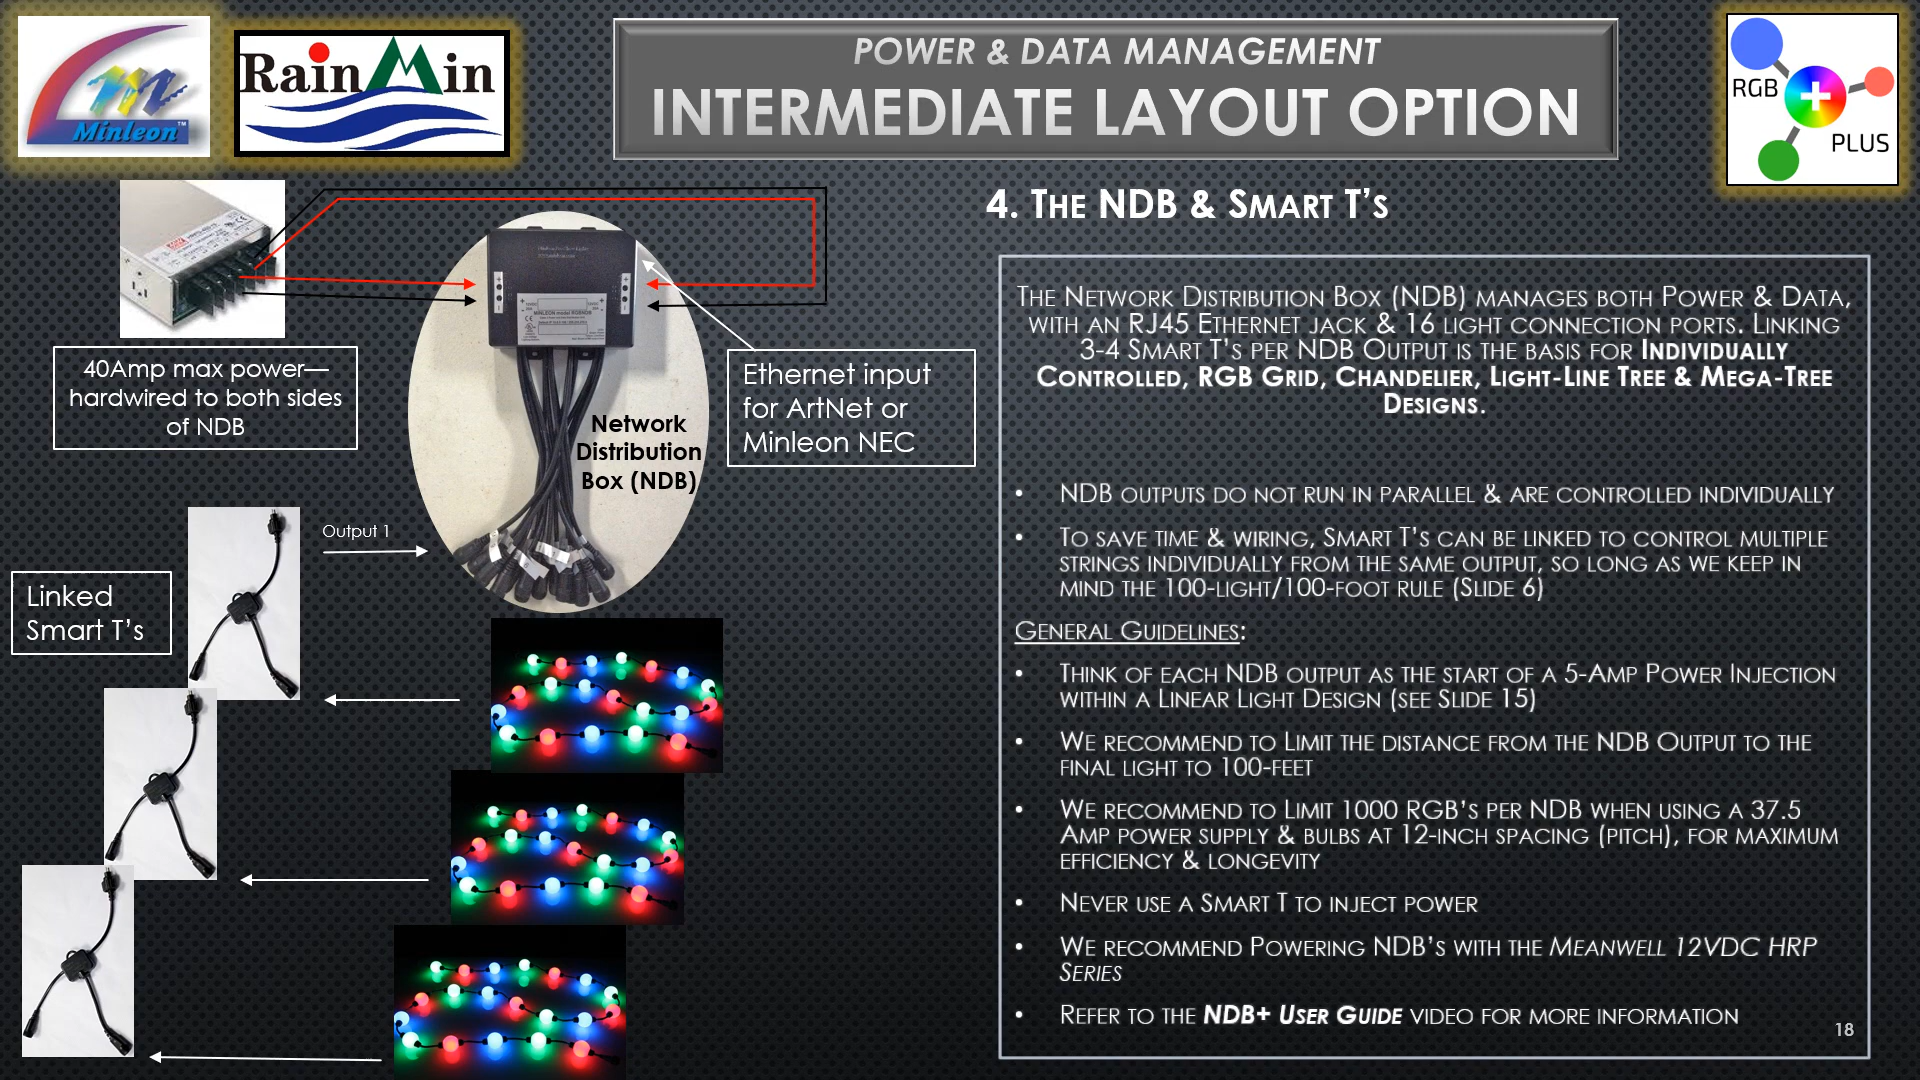 Minleon™
RainMin
POWER & DATA MANAGEMENT
INTERMEDIATE LAYOUT OPTION
RGB
+
PLUS
4. THE NDB & SMART T'S
40Amp max power—
hardwired to both sides
of NDB
MINLEON model RGBNDB
Network
Distribution
Box (NDB)
Ethernet input
for ArtNet or
Minleon NEC
Output 1
Linked
Smart T's
THE NETWORK DISTRIBUTION BOX (NDB) MANAGES BOTH POWER & DATA,
WITH AN RJ45 ETHERNET JACK & 16 LIGHT CONNECTION PORTS. LINKING
3-4 SMART T'S PER NDB OUTPUT IS THE BASIS FOR INDIVIDUALLY
CONTROLLED, RGB GRID, CHANDELIER, LIGHT-LINE TREE & MEGA-TREE
DESIGNS.
• NDB OUTPUTS DO NOT RUN IN PARALLEL & ARE CONTROLLED INDIVIDUALLY
• TO SAVE TIME & WIRING, SMART T'S CAN BE LINKED TO CONTROL MULTIPLE
STRINGS INDIVIDUALLY FROM THE SAME OUTPUT, SO LONG AS WE KEEP IN
MIND THE 100-LIGHT/100-FOOT RULE (SLIDE 6)
GENERAL GUIDELINES:
• THINK OF EACH NDB OUTPUT AS THE START OF A 5-AMP POWER INJECTION
WITHIN A LINEAR LIGHT DESIGN (SEE SLIDE 15)
• WE RECOMMEND TO LIMIT THE DISTANCE FROM THE NDB OUTPUT TO THE
FINAL LIGHT TO 100-FEET
• WE RECOMMEND TO LIMIT 1000 RGB'S PER NDB WHEN USING A 37.5
AMP POWER SUPPLY & BULBS AT 12-INCH SPACING (PITCH), FOR MAXIMUM
EFFICIENCY & LONGEVITY
• NEVER USE A SMART T TO INJECT POWER
• WE RECOMMEND POWERING NDB'S WITH THE MEANWELL 12VDC HRP
SERIES
• REFER TO THE NDB+ USER GUIDE VIDEO FOR MORE INFORMATION
18